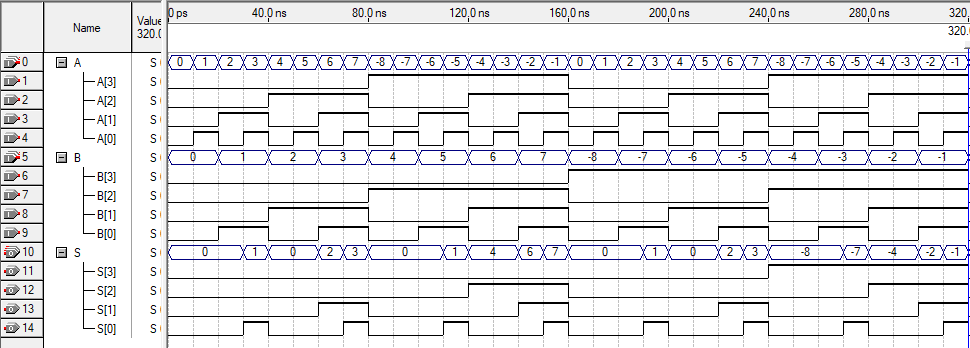 Name Value 320.0 0 ps 40.0 ns 80.0 ns 120.0 ns 160.0 ns 200.0 ns 240.0 ns 280.0 ns 320.
320.0
0 A S 0 1 2 3 4 5 6 7 -8 -7 -6 -5 -4 -3 -2 -1 0 1 2 3 4 5 6 7 -8 -7 -6 -5 -4 -3 -2 -1
1 A[3] S
2 A[2] S
3 A[1] S
4 A[0] S
5 B S 0 1 2 3 4 5 6 7 -8 -7 -6 -5 -4 -3 -2 -1
6 B[3] S
7 B[2] S
8 B[1] S
9 B[0] S
10 S S 0 1 0 2 3 0 1 4 6 7 0 1 0 2 3 -8 -7 -4 -2 -1
11 S[3] S
12 S[2] S
13 S[1] S
14 S[0] S